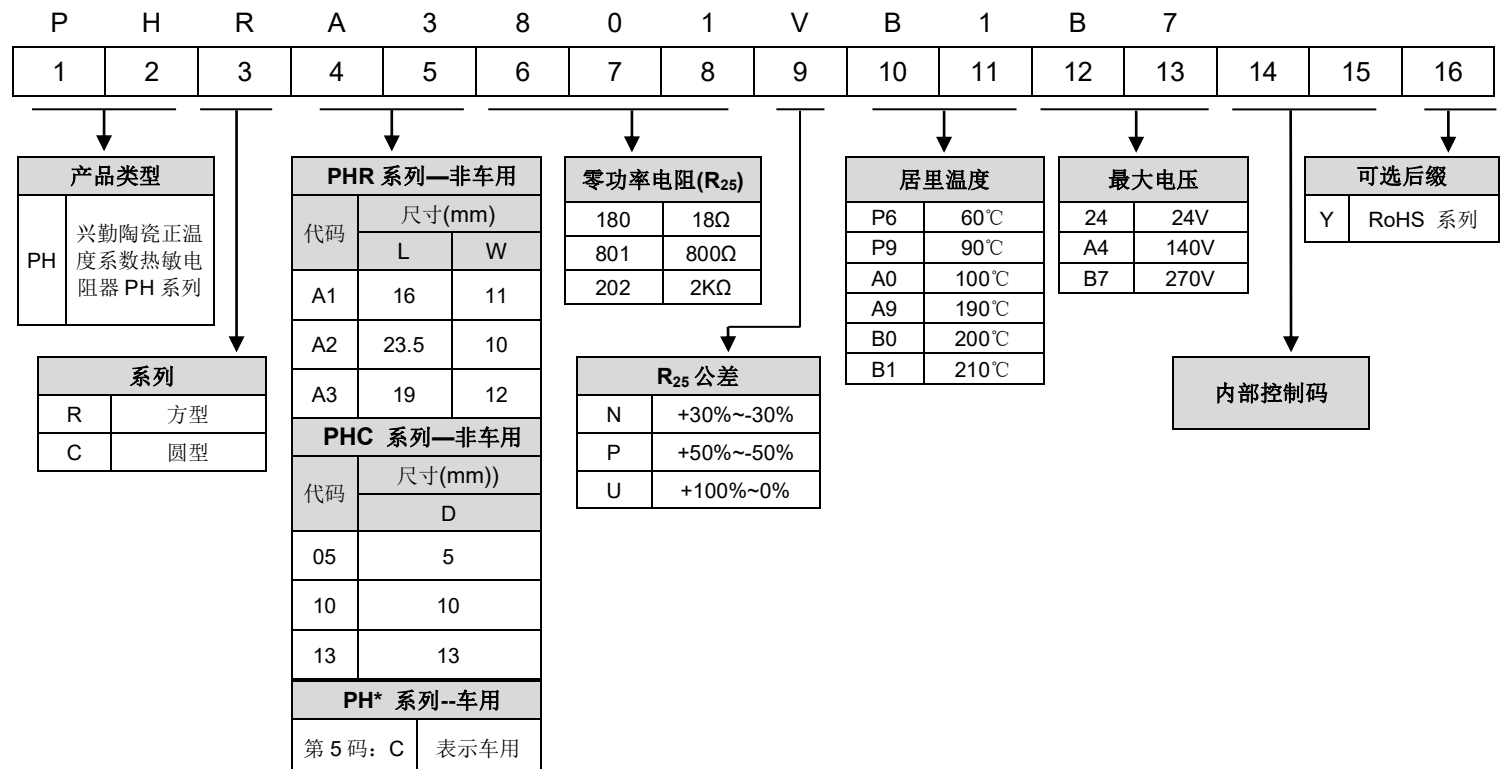 P H R A 3 8 0 1 V B 1 B 7
1 2 3 4 5 6 7 8 9 10 11 12 13 14 15 16
产品类型
PH 兴勤陶瓷正温
度系数热敏电
阻器 PH 系列
系列
R 方型
C 圆型
PHR 系列—非车用
代码 尺寸(mm)
L W
A1 16 11
A2 23.5 10
A3 19 12
PHC 系列—非车用
代码 尺寸(mm))
D
05 5
10 10
13 13
PH* 系列--车用
第 5 码：C 表示车用
零功率电阻(R₂₅)
180 18Ω
801 800Ω
202 2KΩ
R₂₅ 公差
N +30%~-30%
P +50%~-50%
U +100%~0%
居里温度
P6 60℃
P9 90℃
A0 100℃
A9 190℃
B0 200℃
B1 210℃
最大电压
24 24V
A4 140V
B7 270V
内部控制码
可选后缀
Y RoHS 系列